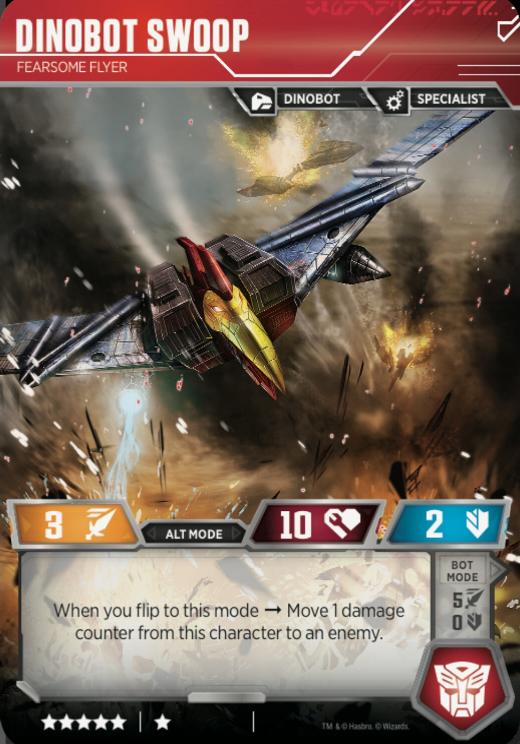 DINOBOT SWOOP
FEARSOME FLYER
DINOBOT SPECIALIST
3 ALT MODE 10 2
BOT
MODE
5
0
When you flip to this mode → Move 1 damage
counter from this character to an enemy.
TM & © Hasbro. © Wizards.